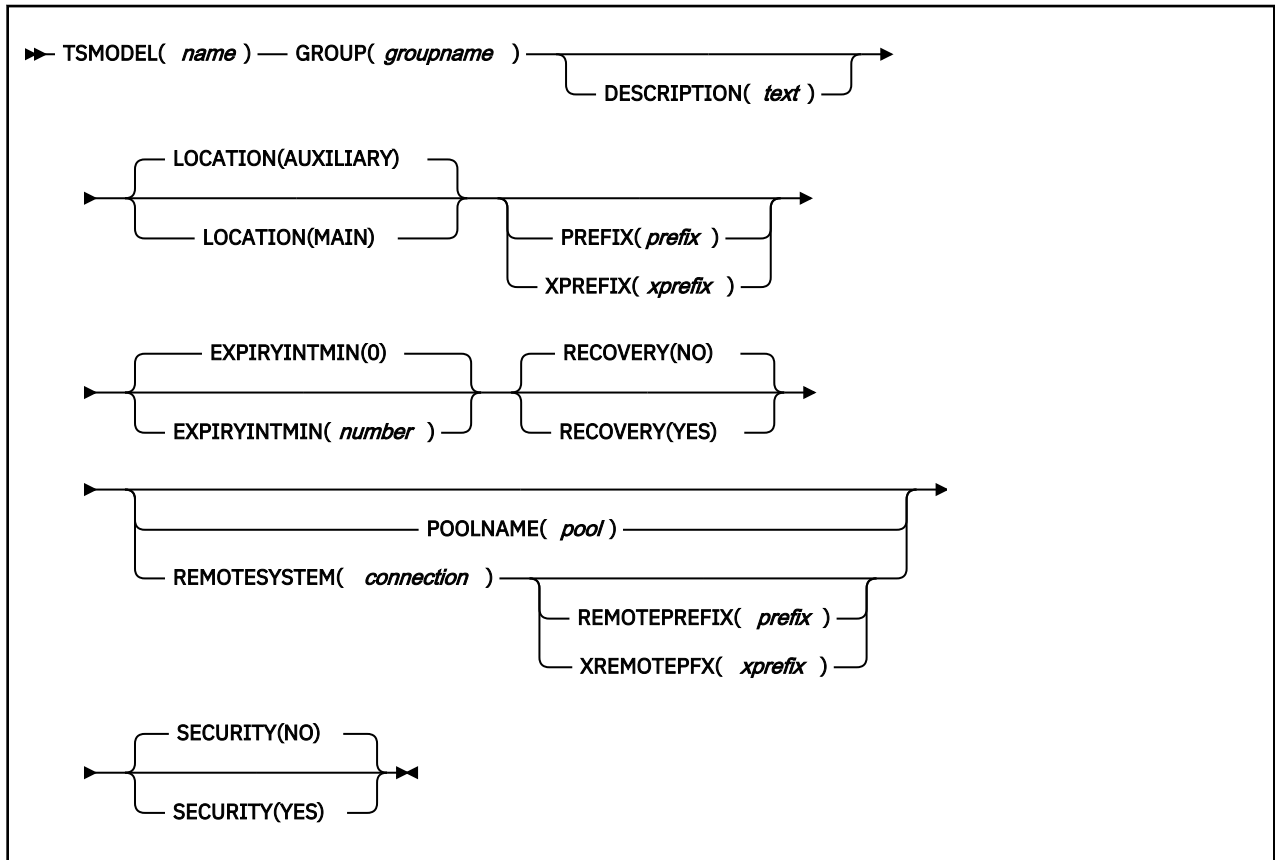 TSMODEL( name ) GROUP( groupname )
DESCRIPTION( text )
LOCATION(AUXILIARY)
LOCATION(MAIN)
PREFIX( prefix )
XPREFIX( xprefix )
EXPIRYINTMIN(0)
EXPIRYINTMIN( number )
RECOVERY(NO)
RECOVERY(YES)
POOLNAME( pool )
REMOTESYSTEM( connection )
REMOTEPREFIX( prefix )
XREMOTEPFX( xprefix )
SECURITY(NO)
SECURITY(YES)